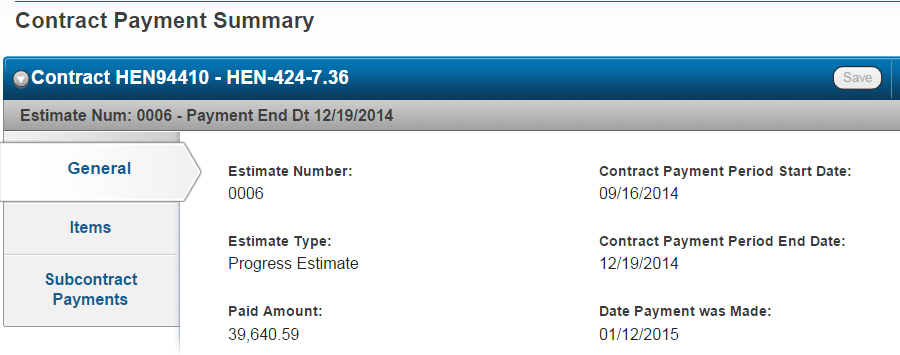 Contract Payment Summary
Contract HEN94410 - HEN-424-7.36
Save
Estimate Num: 0006 - Payment End Dt 12/19/2014
General
Items
Subcontract
Payments
Estimate Number:
0006
Contract Payment Period Start Date:
09/16/2014
Estimate Type:
Progress Estimate
Contract Payment Period End Date:
12/19/2014
Paid Amount:
39,640.59
Date Payment was Made:
01/12/2015